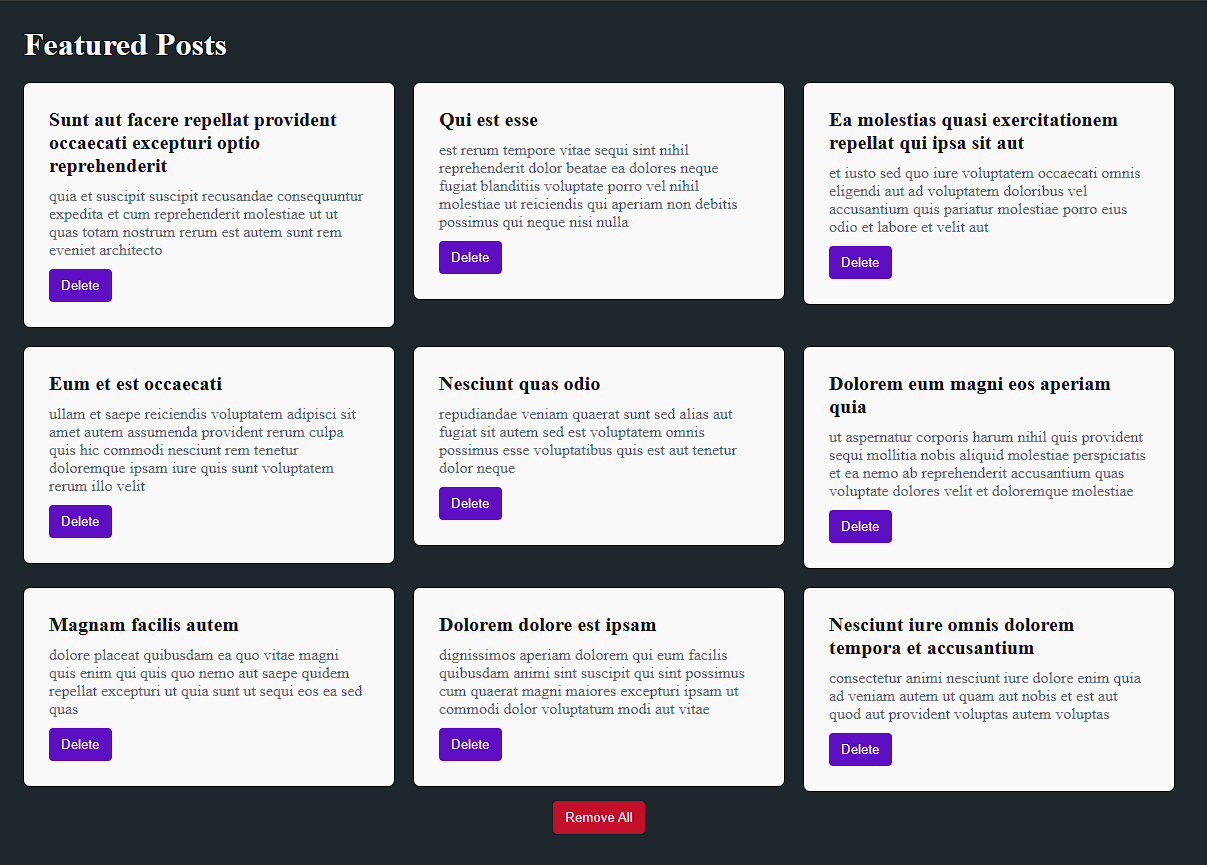 Featured Posts
Sunt aut facere repellat provident
occaecati excepturi optio
reprehenderit
quia et suscipit suscipit recusandae consequuntur
expedita et cum reprehenderit molestiae ut ut
quas totam nostrum rerum est autem sunt rem
eveniet architecto
Delete
Qui est esse
est rerum tempore vitae sequi sint nihil
reprehenderit dolor beatae ea dolores neque
fugiat blanditiis voluptate porro vel nihil
molestiae ut reiciendis qui aperiam non debitis
possimus qui neque nisi nulla
Delete
Ea molestias quasi exercitationem
repellat qui ipsa sit aut
et iusto sed quo iure voluptatem occaecati omnis
eligendi aut ad voluptatem doloribus vel
accusantium quis pariatur molestiae porro eius
odio et labore et velit aut
Delete
Eum et est occaecati
ullam et saepe reiciendis voluptatem adipisci sit
amet autem assumenda provident rerum culpa
quis hic commodi nesciunt rem tenetur
doloremque ipsam iure quis sunt voluptatem
rerum illo velit
Delete
Nesciunt quas odio
repudiandae veniam quaerat sunt sed alias aut
fugiat sit autem sed est voluptatem omnis
possimus esse voluptatibus quis est aut tenetur
dolor neque
Delete
Dolorem eum magni eos aperiam
quia
ut aspernatur corporis harum nihil quis provident
sequi mollitia nobis aliquid molestiae perspiciatis
et ea nemo ab reprehenderit accusantium quas
voluptate dolores velit et doloremque molestiae
Delete
Magnam facilis autem
dolore placeat quibusdam ea quo vitae magni
quis enim qui quis quo nemo aut saepe quidem
repellat excepturi ut quia sunt ut sequi eos ea sed
quas
Delete
Dolorem dolore est ipsam
dignissimos aperiam dolorem qui eum facilis
quibusdam animi sint suscipit qui sint possimus
cum quaerat magni maiores excepturi ipsam ut
commodi dolor voluptatum modi aut vitae
Delete
Nesciunt iure omnis dolorem
tempora et accusantium
consectetur animi nesciunt iure dolore enim quia
ad veniam autem ut quam aut nobis et est aut
quod aut provident voluptas autem voluptas
Delete
Remove All